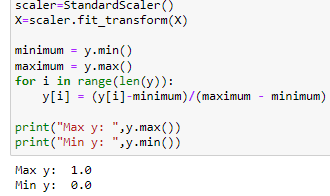 scaler=StandardScaler()
X=scaler.fit_transform(X)
minimum = y.min()
maximum = y.max()
for i in range(len(y)):
    y[i] = (y[i]-minimum)/(maximum - minimum)
print("Max y: ",y.max())
print("Min y: ",y.min())
Max y:  1.0
Min y:  0.0